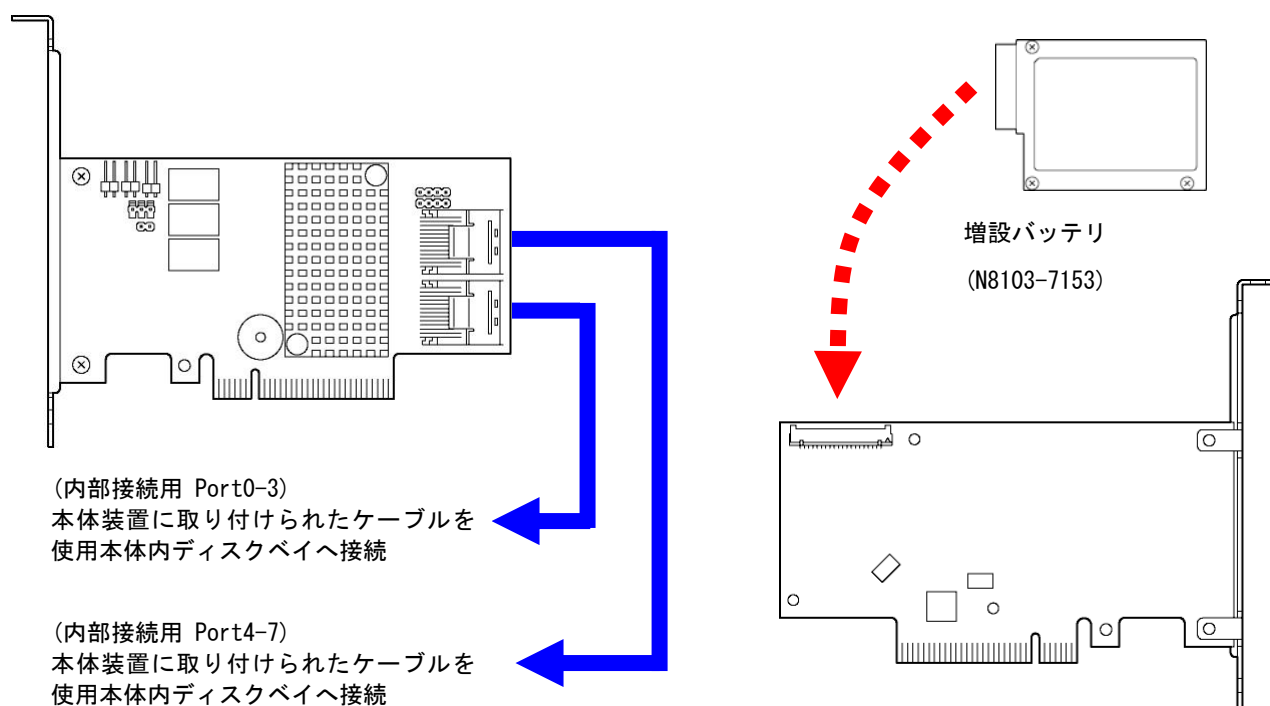 増設バッテリ
(N8103-7153)
(内部接続用 Port0-3)
本体装置に取り付けられたケーブルを
使用本体内ディスクベイへ接続
(内部接続用 Port4-7)
本体装置に取り付けられたケーブルを
使用本体内ディスクベイへ接続